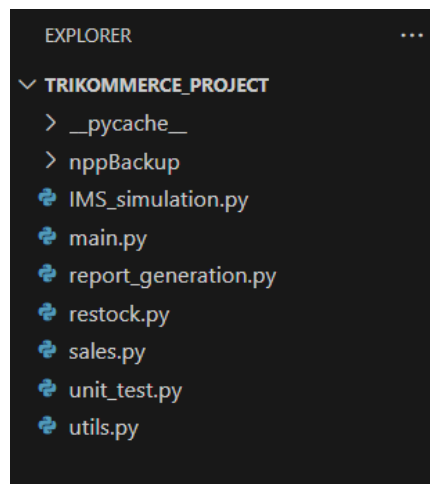 EXPLORER ...
TRIKOMMERCE_PROJECT
__pycache__
nppBackup
IMS_simulation.py
main.py
report_generation.py
restock.py
sales.py
unit_test.py
utils.py